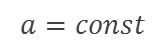 a = const